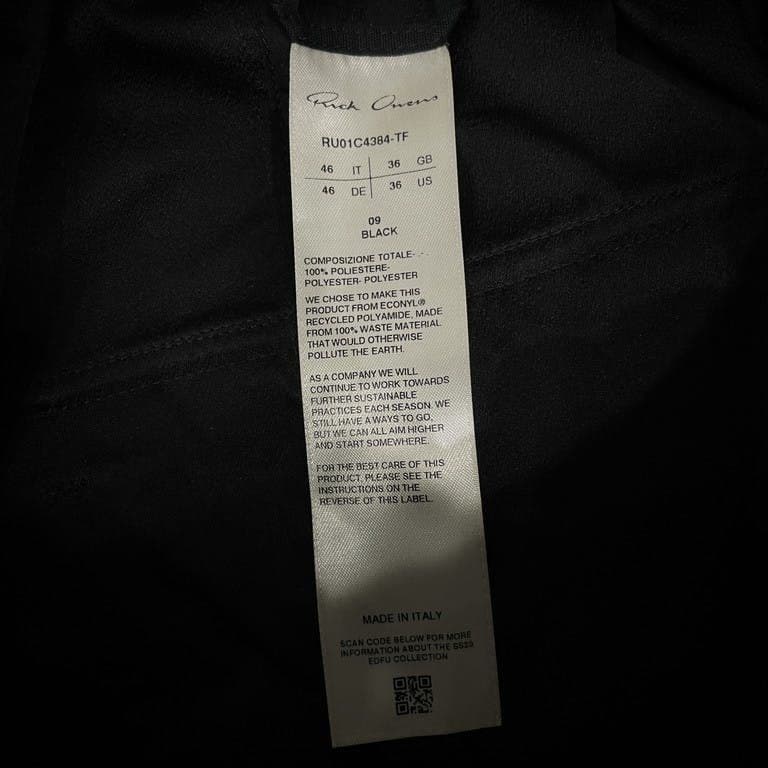 Rick Owens
RU01C4384-TF
46 IT 36 GB
46 DE 36 US
09
BLACK
COMPOSIZIONE TOTALE- .-.
100% POLIESTERE-
POLYESTER- POLYESTER
WE CHOSE TO MAKE THIS
PRODUCT FROM ECONYL®
RECYCLED POLYAMIDE, MADE
FROM 100% WASTE MATERIAL
THAT WOULD OTHERWISE
POLLUTE THE EARTH.
AS A COMPANY WE WILL
CONTINUE TO WORK TOWARDS
FURTHER SUSTAINABLE
PRACTICES EACH SEASON. WE
STILL HAVE A WAYS TO GO,
BUT WE CAN ALL AIM HIGHER
AND START SOMEWHERE.
FOR THE BEST CARE OF THIS
PRODUCT, PLEASE SEE THE
INSTRUCTIONS ON THE
REVERSE OF THIS LABEL.
MADE IN ITALY
SCAN CODE BELOW FOR MORE
INFORMATION ABOUT THE SS23
EDFU COLLECTION